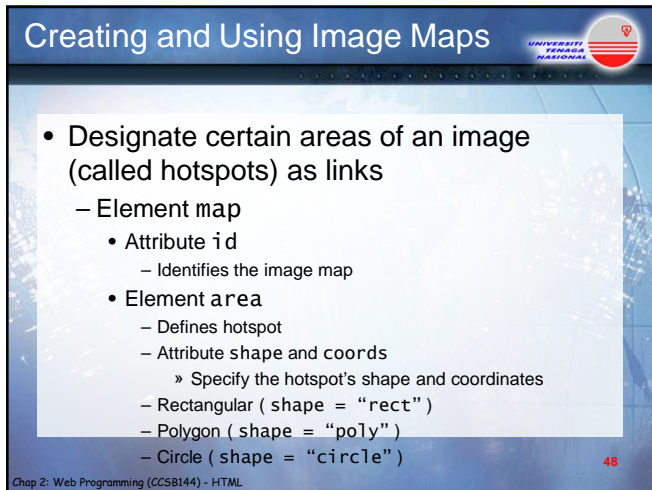 Creating and Using Image Maps
UNIVERSITI
TENAGA
NASIONAL
• Designate certain areas of an image
(called hotspots) as links
– Element map
• Attribute id
– Identifies the image map
• Element area
– Defines hotspot
– Attribute shape and coords
» Specify the hotspot's shape and coordinates
– Rectangular ( shape = “rect” )
– Polygon ( shape = “poly” )
– Circle ( shape = “circle” )
48
Chap 2: Web Programming (CCSB144) - HTML